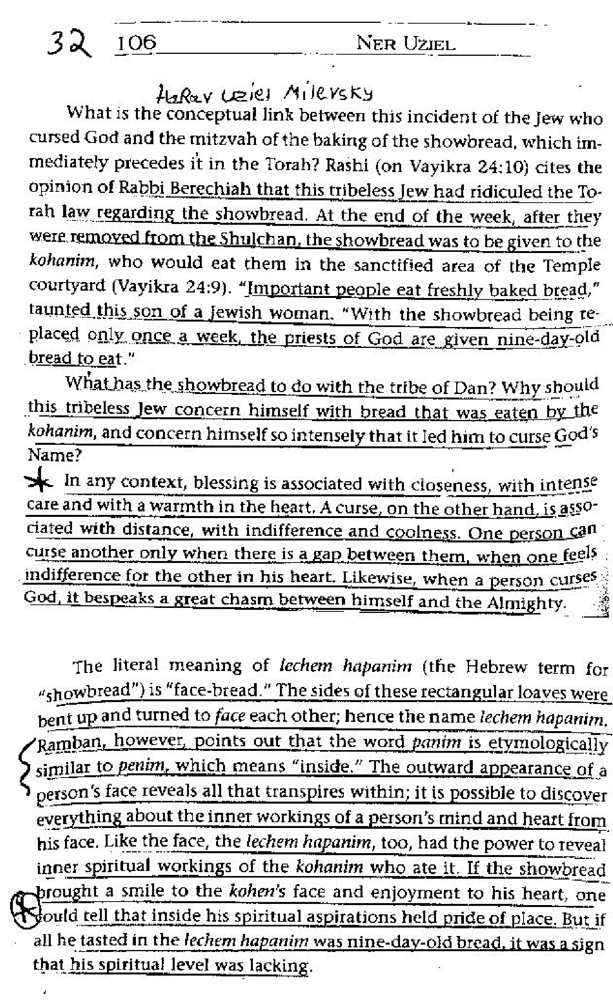 32 106 NER UZIEL
HaRav Uziel Milevsky
What is the conceptual link between this incident of the Jew who
cursed God and the mitzvah of the baking of the showbread, which im-
mediately precedes it in the Torah? Rashi (on Vayikra 24:10) cites the
opinion of Rabbi Berechiah that this tribeless Jew had ridiculed the To-
rah law regarding the showbread. At the end of the week, after they
were removed from the Shulchan, the showbread was to be given to the
kohanim, who would eat them in the sanctified area of the Temple
courtyard (Vayikra 24:9). "Important people eat freshly baked bread,"
taunted this son of a Jewish woman. "With the showbread being re-
placed only once a week, the priests of God are given nine-day-old
bread to eat."
What has the showbread to do with the tribe of Dan? Why should
this tribeless Jew concern himself with bread that was eaten by the
kohanim, and concern himself so intensely that it led him to curse God's
Name?
In any context, blessing is associated with closeness, with intense
care and with a warmth in the heart. A curse, on the other hand, is asso-
ciated with distance, with indifference and coolness. One person can
curse another only when there is a gap between them, when one feels
indifference for the other in his heart. Likewise, when a person curses
God, it bespeaks a great chasm between himself and the Almighty.
The literal meaning of lechem hapanim (the Hebrew term for
"showbread") is "face-bread." The sides of these rectangular loaves were
bent up and turned to face each other; hence the name lechem hapanim.
Ramban, however, points out that the word panim is etymologically
similar to penim, which means "inside." The outward appearance of a
person's face reveals all that transpires within; it is possible to discover
everything about the inner workings of a person's mind and heart from
his face. Like the face, the lechem hapanim, too, had the power to reveal
inner spiritual workings of the kohanim who ate it. If the showbread
brought a smile to the kohen's face and enjoyment to his heart, one
could tell that inside his spiritual aspirations held pride of place. But if
all he tasted in the lechem hapanim was nine-day-old bread, it was a sign
that his spiritual level was lacking.